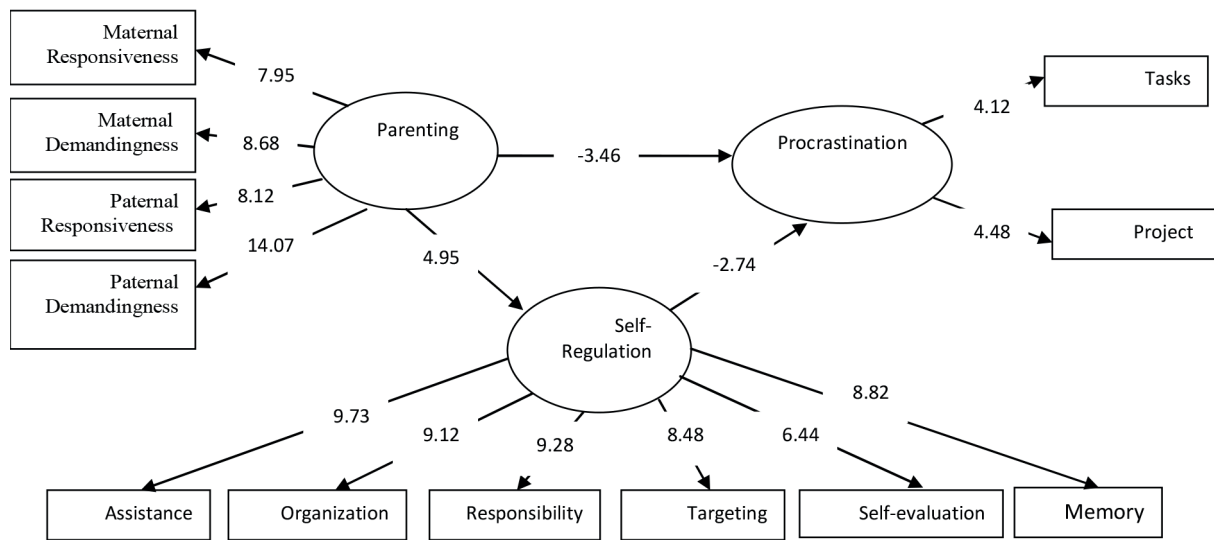 Maternal
Responsiveness
7.95
Maternal
Demandingness
8.68
Paternal
Responsiveness
8.12
Paternal
Demandingness
14.07
Parenting
-3.46
Procrastination
4.12
Tasks
4.48
Project
4.95
-2.74
Self-
Regulation
9.73
9.12
9.28
8.48
6.44
8.82
Assistance
Organization
Responsibility
Targeting
Self-evaluation
Memory